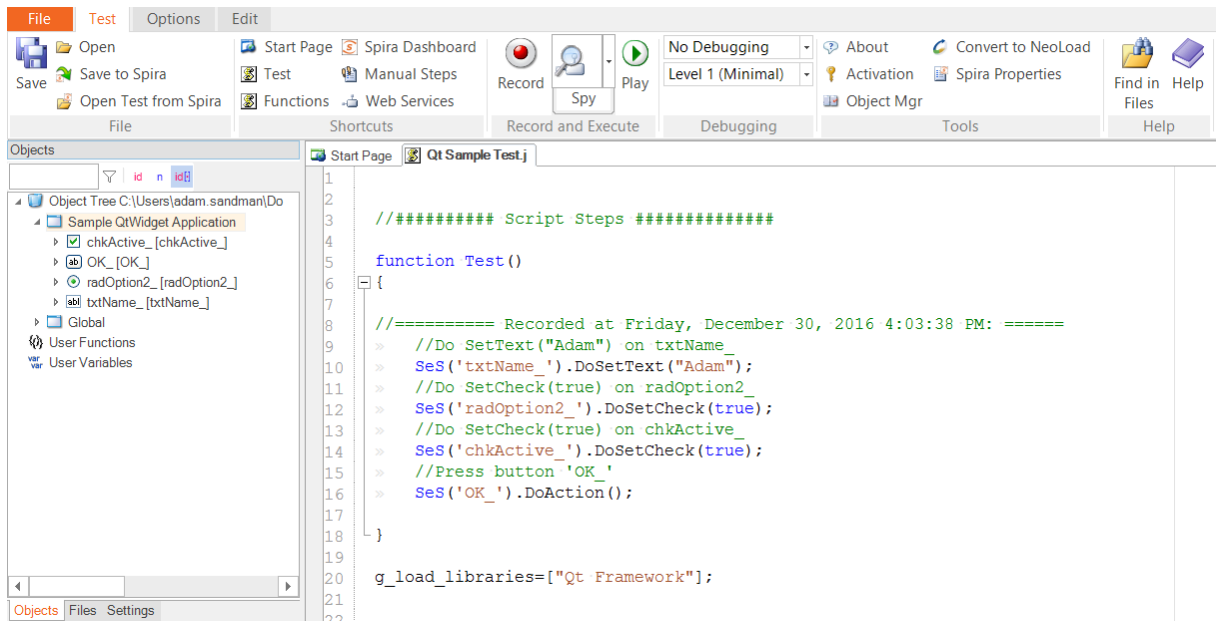 File Test Options Edit
Save
Open
Save to Spira
Open Test from Spira
File
Start Page Spira Dashboard
Test Manual Steps
Functions Web Services
Shortcuts
Record Spy Play
Record and Execute
No Debugging
Level 1 (Minimal)
Debugging
About Convert to NeoLoad
Activation Spira Properties
Object Mgr
Tools
Find in Files Help
Help
Objects
id n id[]
Object Tree C:\Users\adam.sandman\Do
Sample QtWidget Application
chkActive_ [chkActive_]
ab OK_ [OK_]
radOption2_ [radOption2_]
abl txtName_ [txtName_]
Global
User Functions
var var User Variables
Objects Files Settings
Start Page Qt Sample Test.j
1
2
3 //########## Script Steps ##############
4
5 function Test()
6 {
7
8 //========== Recorded at Friday, December 30, 2016 4:03:38 PM: ======
9 » //Do SetText("Adam") on txtName_
10 » SeS('txtName_').DoSetText("Adam");
11 » //Do SetCheck(true) on radOption2_
12 » SeS('radOption2_').DoSetCheck(true);
13 » //Do SetCheck(true) on chkActive_
14 » SeS('chkActive_').DoSetCheck(true);
15 » //Press button 'OK_'
16 » SeS('OK_').DoAction();
17
18 }
19
20 g_load_libraries=["Qt Framework"];
21
22